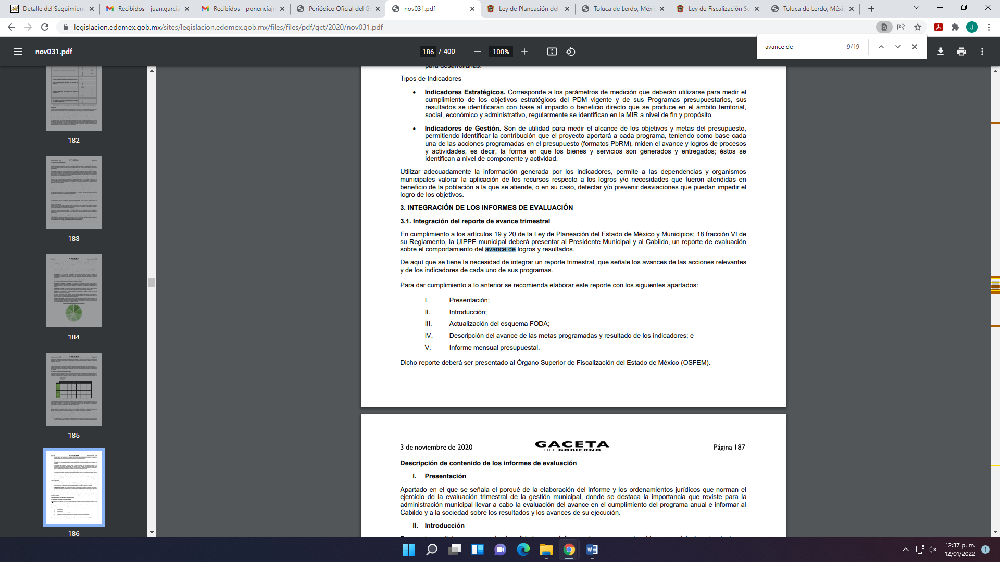 Detalle del Seguimient
Recibidos - juan.garcia
Recibidos - ponenciajr
Periódico Oficial del G
nov031.pdf
Ley de Planeación del
Toluca de Lerdo, Méxi
Ley de Fiscalización Su
Toluca de Lerdo, Méxi
legislacion.edomex.gob.mx/sites/legislacion.edomex.gob.mx/files/files/pdf/gct/2020/nov031.pdf
J
nov031.pdf
186 / 400
100%
avance de
9/19
182
183
184
185
186
para desarrollarlas.
Tipos de Indicadores
• Indicadores Estratégicos. Corresponde a los parámetros de medición que deberán utilizarse para medir el
cumplimiento de los objetivos estratégicos del PDM vigente y de sus Programas presupuestarios, sus
resultados se identificaran con base al impacto o beneficio directo que se produce en el ámbito territorial,
social, económico y administrativo, regularmente se identifican en la MIR a nivel de fin y propósito.
• Indicadores de Gestión. Son de utilidad para medir el alcance de los objetivos y metas del presupuesto,
permitiendo identificar la contribución que el proyecto aportará a cada programa, teniendo como base cada
una de las acciones programadas en el presupuesto (formatos PbRM), miden el avance y logros de procesos
y actividades, es decir, la forma en que los bienes y servicios son generados y entregados; éstos se
identifican a nivel de componente y actividad.
Utilizar adecuadamente la información generada por los indicadores, permite a las dependencias y organismos
municipales valorar la aplicación de los recursos respecto a los logros y/o necesidades que fueron atendidas en
beneficio de la población a la que se atiende, o en su caso, detectar y/o prevenir desviaciones que puedan impedir el
logro de los objetivos.
3. INTEGRACIÓN DE LOS INFORMES DE EVALUACIÓN
3.1. Integración del reporte de avance trimestral
En cumplimiento a los artículos 19 y 20 de la Ley de Planeación del Estado de México y Municipios; 18 fracción VI de
su-Reglamento, la UIPPE municipal deberá presentar al Presidente Municipal y al Cabildo, un reporte de evaluación
sobre el comportamiento del avance de logros y resultados.
De aquí que se tiene la necesidad de integrar un reporte trimestral, que señale los avances de las acciones relevantes
y de los indicadores de cada uno de sus programas.
Para dar cumplimiento a lo anterior se recomienda elaborar este reporte con los siguientes apartados:
I. Presentación;
II. Introducción;
III. Actualización del esquema FODA;
IV. Descripción del avance de las metas programadas y resultado de los indicadores; e
V. Informe mensual presupuestal.
Dicho reporte deberá ser presentado al Órgano Superior de Fiscalización del Estado de México (OSFEM).
3 de noviembre de 2020
GACETA
DEL GOBIERNO
Página 187
Descripción de contenido de los informes de evaluación
I. Presentación
Apartado en el que se señala el porqué de la elaboración del informe y los ordenamientos jurídicos que norman el
ejercicio de la evaluación trimestral de la gestión municipal, donde se destaca la importancia que reviste para la
administración municipal llevar a cabo la evaluación del avance en el cumplimiento del programa anual e informar al
Cabildo y a la sociedad sobre los resultados y los avances de su ejecución.
II. Introducción
12:37 p. m.
12/01/2022
1